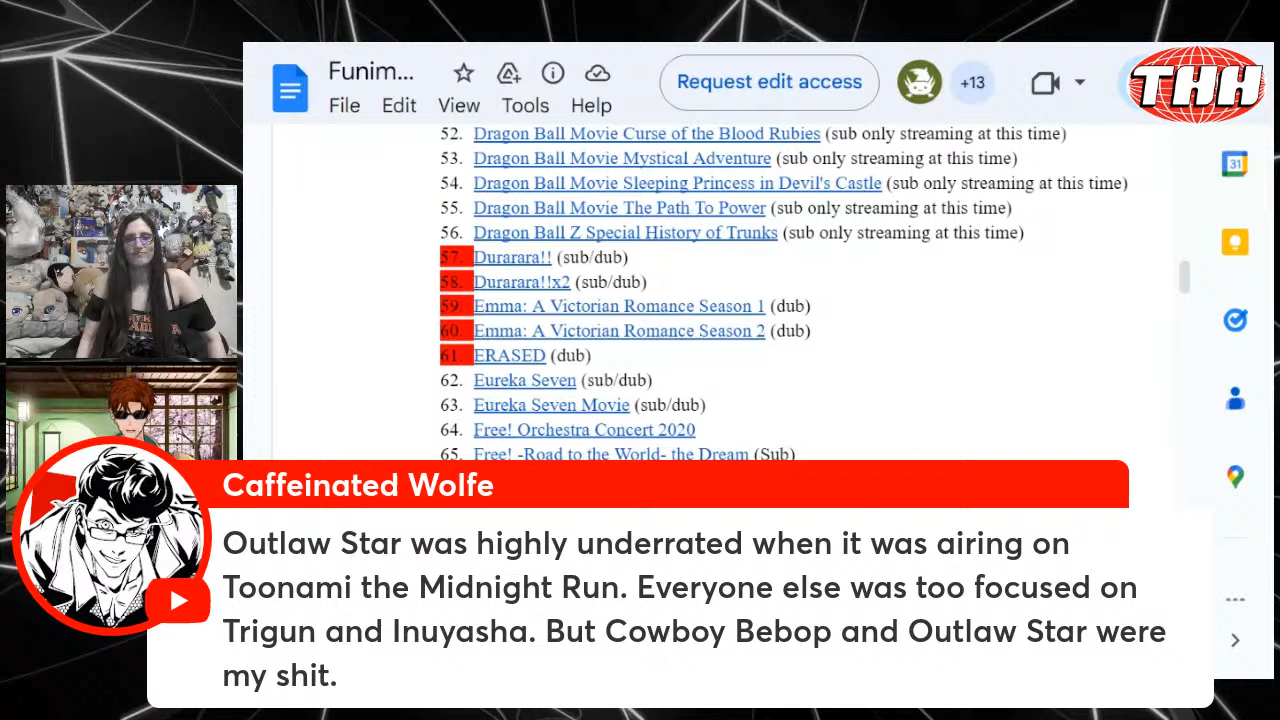 Funim...
Request edit access
+13
THH
File Edit View Tools Help
52. Dragon Ball Movie Curse of the Blood Rubies (sub only streaming at this time)
53. Dragon Ball Movie Mystical Adventure (sub only streaming at this time)
54. Dragon Ball Movie Sleeping Princess in Devil's Castle (sub only streaming at this time)
55. Dragon Ball Movie The Path To Power (sub only streaming at this time)
56. Dragon Ball Z Special History of Trunks (sub only streaming at this time)
57. Durarara!! (sub/dub)
58. Durarara!!x2 (sub/dub)
59. Emma: A Victorian Romance Season 1 (dub)
60. Emma: A Victorian Romance Season 2 (dub)
61. ERASED (dub)
62. Eureka Seven (sub/dub)
63. Eureka Seven Movie (sub/dub)
64. Free! Orchestra Concert 2020
65. Free! -Road to the World- the Dream (Sub)
31
Caffeinated Wolfe
Outlaw Star was highly underrated when it was airing on
Toonami the Midnight Run. Everyone else was too focused on
Trigun and Inuyasha. But Cowboy Bebop and Outlaw Star were
my shit.